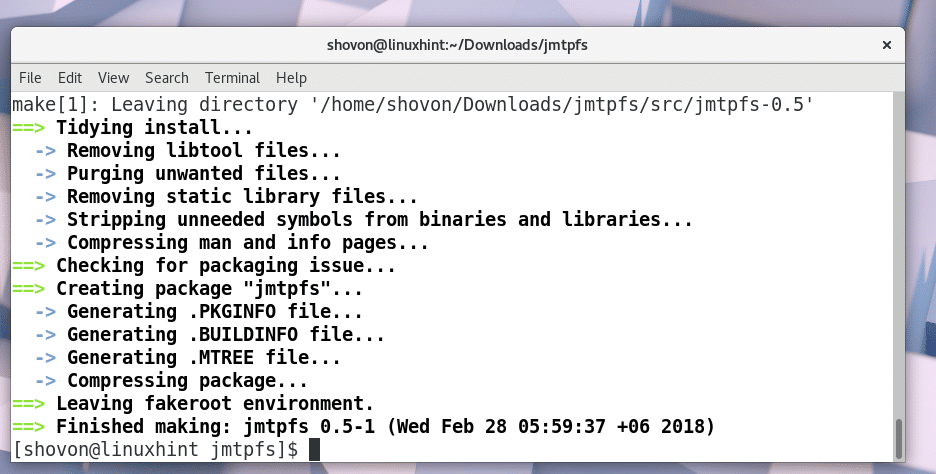 shovon@linuxhint:~/Downloads/jmtpfs ×
File Edit View Search Terminal Help
make[1]: Leaving directory '/home/shovon/Downloads/jmtpfs/src/jmtpfs-0.5'
==> Tidying install...
-> Removing libtool files...
-> Purging unwanted files...
-> Removing static library files...
-> Stripping unneeded symbols from binaries and libraries...
-> Compressing man and info pages...
==> Checking for packaging issue...
==> Creating package "jmtpfs"...
-> Generating .PKGINFO file...
-> Generating .BUILDINFO file...
-> Generating .MTREE file...
-> Compressing package...
==> Leaving fakeroot environment.
==> Finished making: jmtpfs 0.5-1 (Wed Feb 28 05:59:37 +06 2018)
[shovon@linuxhint jmtpfs]$